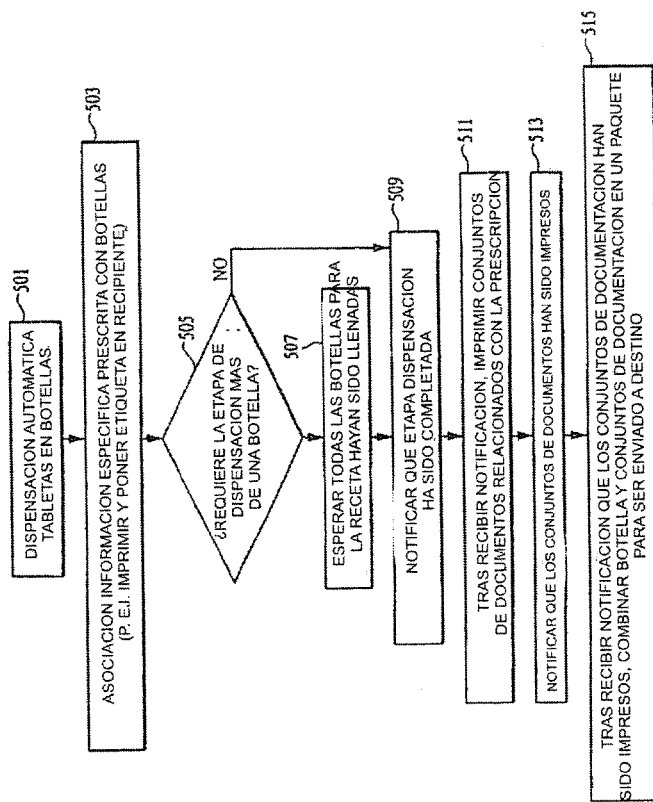 501
DISPENSACION AUTOMATICA
TABLETAS EN BOTELLAS.
503
ASOCIACION INFORMACION ESPECIFICA PRESCRITA CON BOTELLAS
(P. EJ. IMPRIMIR Y PONER ETIQUETA EN RECIPIENTE)
505
¿REQUIERE LA ETAPA DE
DISPENSACION MAS
DE UNA BOTELLA?
NO
507
ESPERAR TODAS LAS BOTELLAS PARA
LA RECETA HAYAN SIDO LLENADAS
509
NOTIFICAR QUE ETAPA DISPENSACION
HA SIDO COMPLETADA
511
TRAS RECIBIR NOTIFICACION, IMPRIMIR CONJUNTOS
DE DOCUMENTOS RELACIONADOS CON LA PRESCRIPCION
513
NOTIFICAR QUE LOS CONJUNTOS DE DOCUMENTOS HAN SIDO IMPRESOS
515
TRAS RECIBIR NOTIFICACION QUE LOS CONJUNTOS DE DOCUMENTACION HAN
SIDO IMPRESOS, COMBINAR BOTELLA Y CONJUNTOS DE DOCUMENTACION EN UN PAQUETE
PARA SER ENVIADO A DESTINO